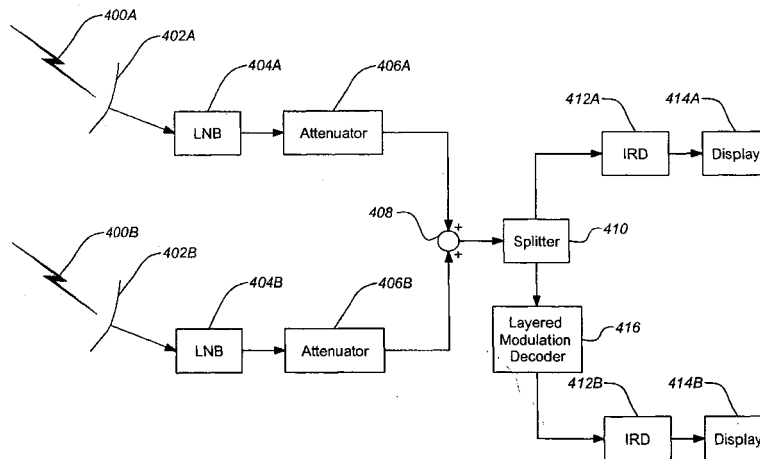 400A
402A
404A
406A
LNB
Attenuator
412A
414A
IRD
Display
408
+
+
Splitter
410
400B
402B
404B
406B
LNB
Attenuator
Layered
Modulation
Decoder
416
412B
414B
IRD
Display